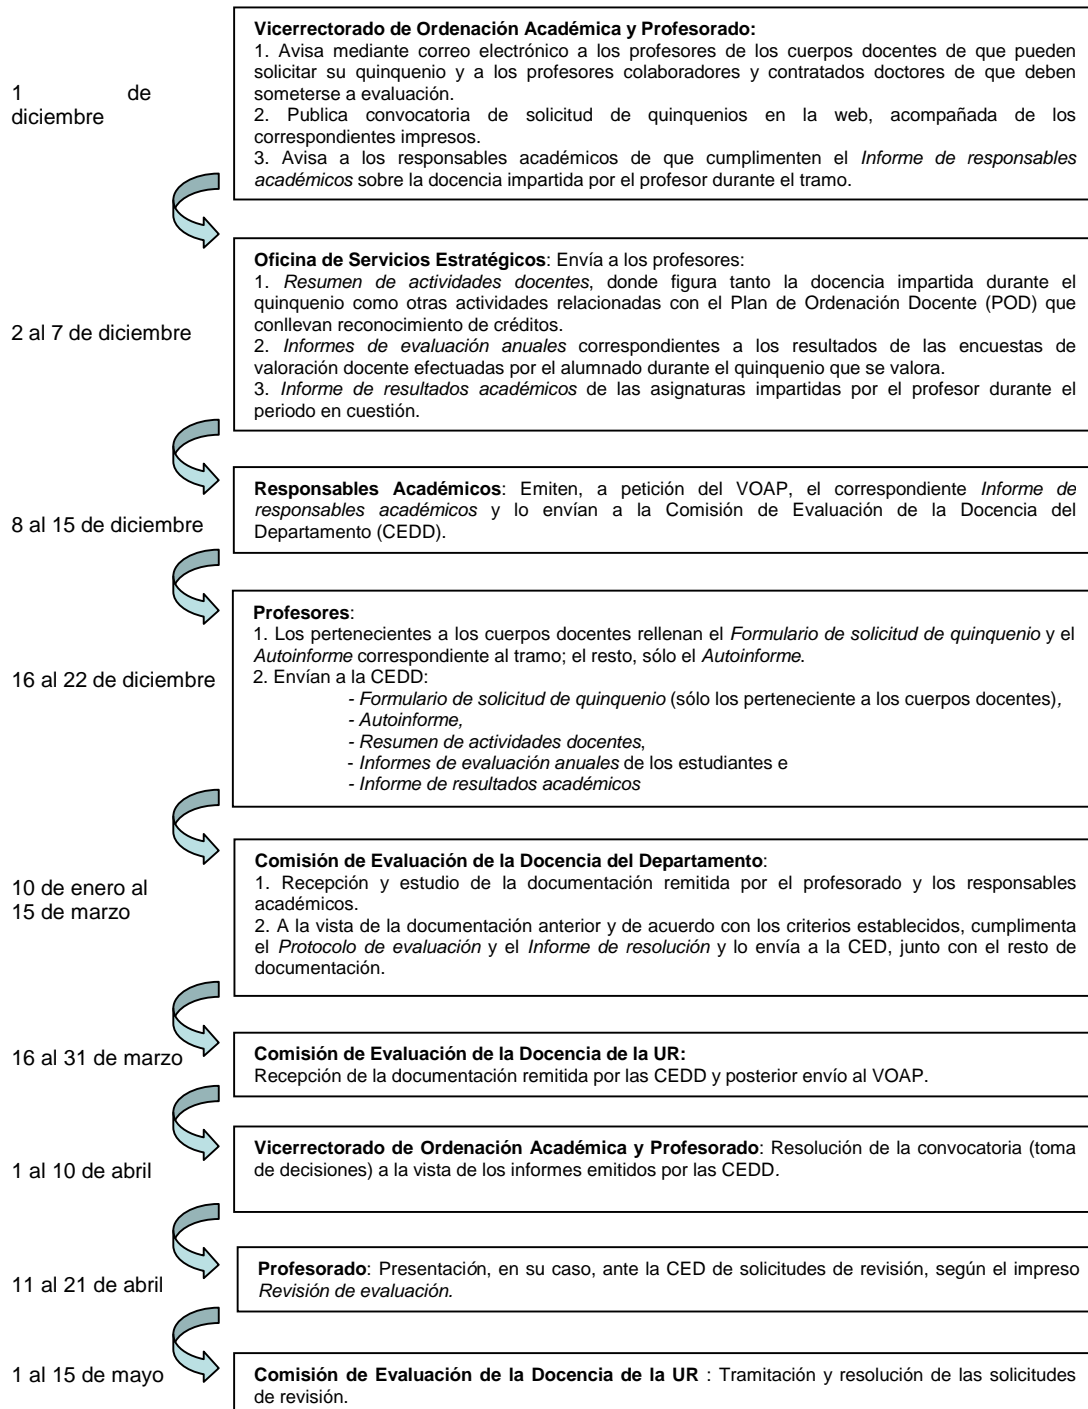 1 de
diciembre
Vicerrectorado de Ordenación Académica y Profesorado:
1. Avisa mediante correo electrónico a los profesores de los cuerpos docentes de que pueden
solicitar su quinquenio y a los profesores colaboradores y contratados doctores de que deben
someterse a evaluación.
2. Publica convocatoria de solicitud de quinquenios en la web, acompañada de los
correspondientes impresos.
3. Avisa a los responsables académicos de que cumplimenten el Informe de responsables
académicos sobre la docencia impartida por el profesor durante el tramo.
2 al 7 de diciembre
Oficina de Servicios Estratégicos: Envía a los profesores:
1. Resumen de actividades docentes, donde figura tanto la docencia impartida durante el
quinquenio como otras actividades relacionadas con el Plan de Ordenación Docente (POD) que
conllevan reconocimiento de créditos.
2. Informes de evaluación anuales correspondientes a los resultados de las encuestas de
valoración docente efectuadas por el alumnado durante el quinquenio que se valora.
3. Informe de resultados académicos de las asignaturas impartidas por el profesor durante el
periodo en cuestión.
8 al 15 de diciembre
Responsables Académicos: Emiten, a petición del VOAP, el correspondiente Informe de
responsables académicos y lo envían a la Comisión de Evaluación de la Docencia del
Departamento (CEDD).
16 al 22 de diciembre
Profesores:
1. Los pertenecientes a los cuerpos docentes rellenan el Formulario de solicitud de quinquenio y el
Autoinforme correspondiente al tramo; el resto, sólo el Autoinforme.
2. Envían a la CEDD:
- Formulario de solicitud de quinquenio (sólo los perteneciente a los cuerpos docentes),
- Autoinforme,
- Resumen de actividades docentes,
- Informes de evaluación anuales de los estudiantes e
- Informe de resultados académicos
10 de enero al
15 de marzo
Comisión de Evaluación de la Docencia del Departamento:
1. Recepción y estudio de la documentación remitida por el profesorado y los responsables
académicos.
2. A la vista de la documentación anterior y de acuerdo con los criterios establecidos, cumplimenta
el Protocolo de evaluación y el Informe de resolución y lo envía a la CED, junto con el resto de
documentación.
16 al 31 de marzo
Comisión de Evaluación de la Docencia de la UR:
Recepción de la documentación remitida por las CEDD y posterior envío al VOAP.
1 al 10 de abril
Vicerrectorado de Ordenación Académica y Profesorado: Resolución de la convocatoria (toma
de decisiones) a la vista de los informes emitidos por las CEDD.
11 al 21 de abril
Profesorado: Presentación, en su caso, ante la CED de solicitudes de revisión, según el impreso
Revisión de evaluación.
1 al 15 de mayo
Comisión de Evaluación de la Docencia de la UR : Tramitación y resolución de las solicitudes
de revisión.